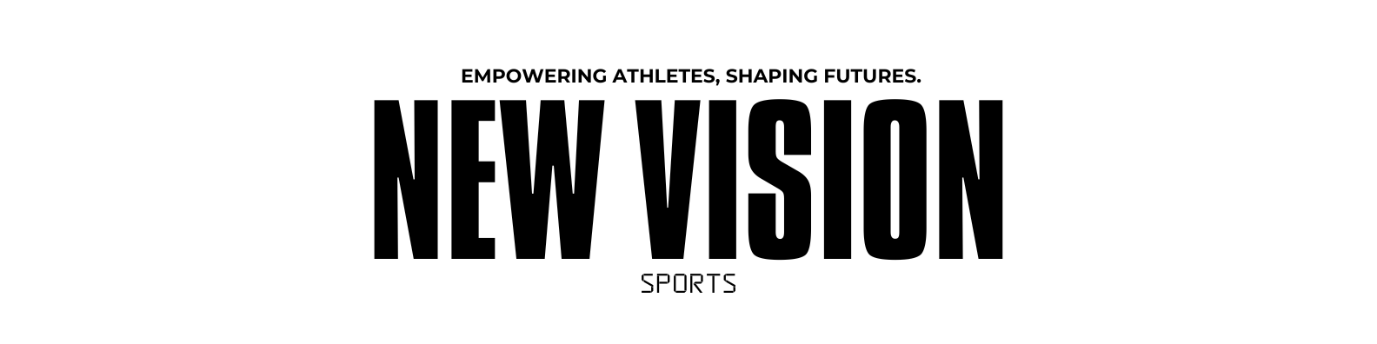 EMPOWERING ATHLETES, SHAPING FUTURES.
NEW VISION
SPORTS